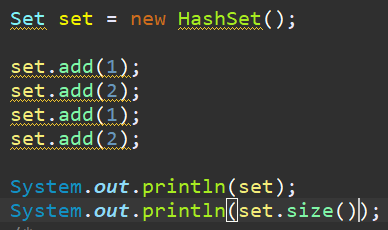 Set set = new HashSet();
set.add(1);
set.add(2);
set.add(1);
set.add(2);
System.out.println(set);
System.out.println(set.size());